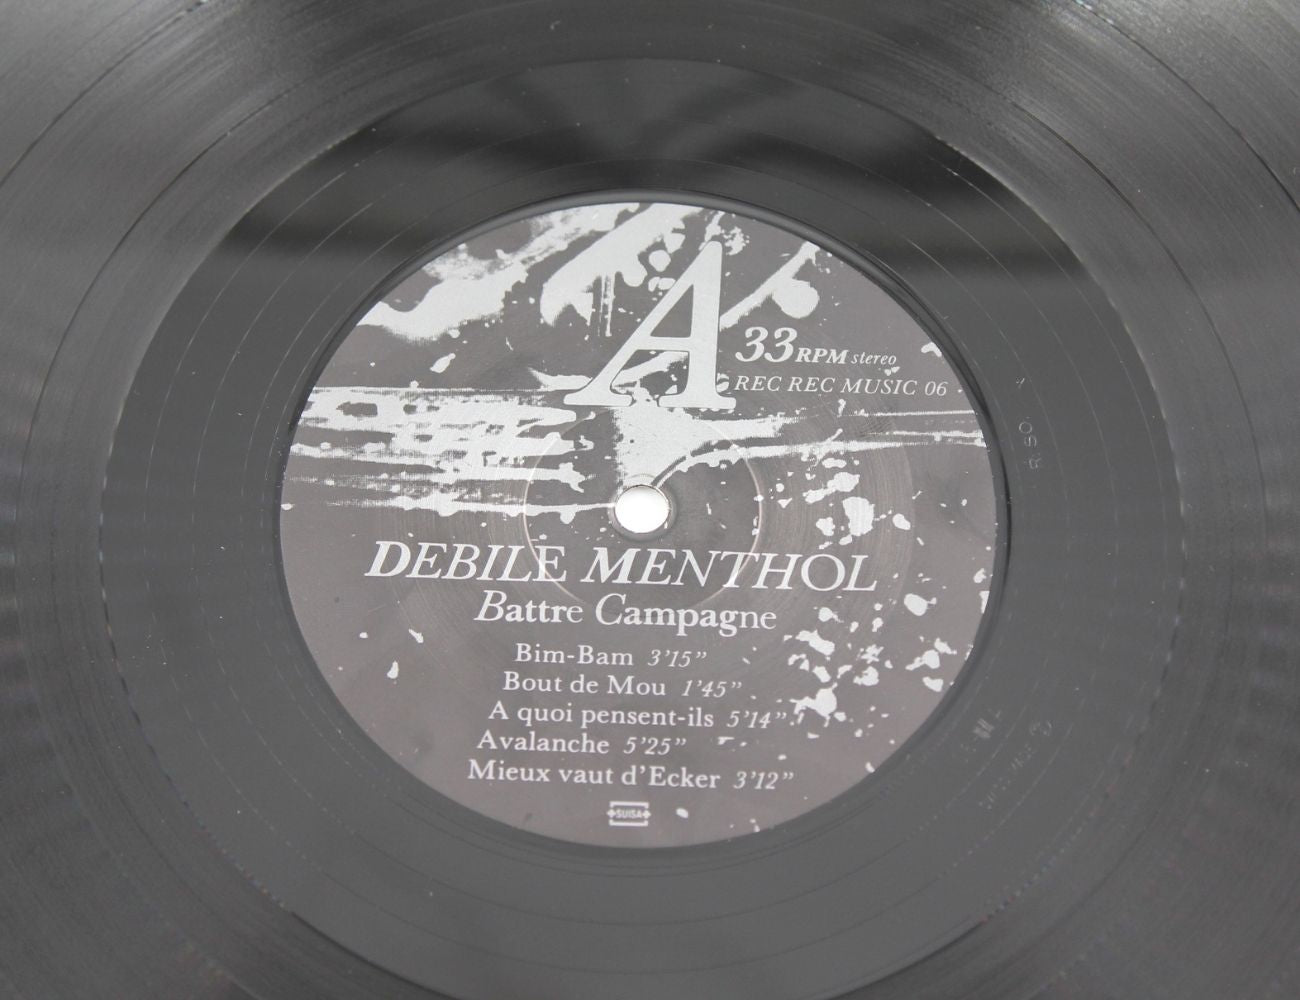 A
33 RPM stereo
REC REC MUSIC 06
DEBILE MENTHOL
Battre Campagne
Bim-Bam 3'15"
Bout de Mou 1'45"
A quoi pensent-ils 5'14"
Avalanche 5'25"
Mieux vaut d'Ecker 3'12"
SUISA